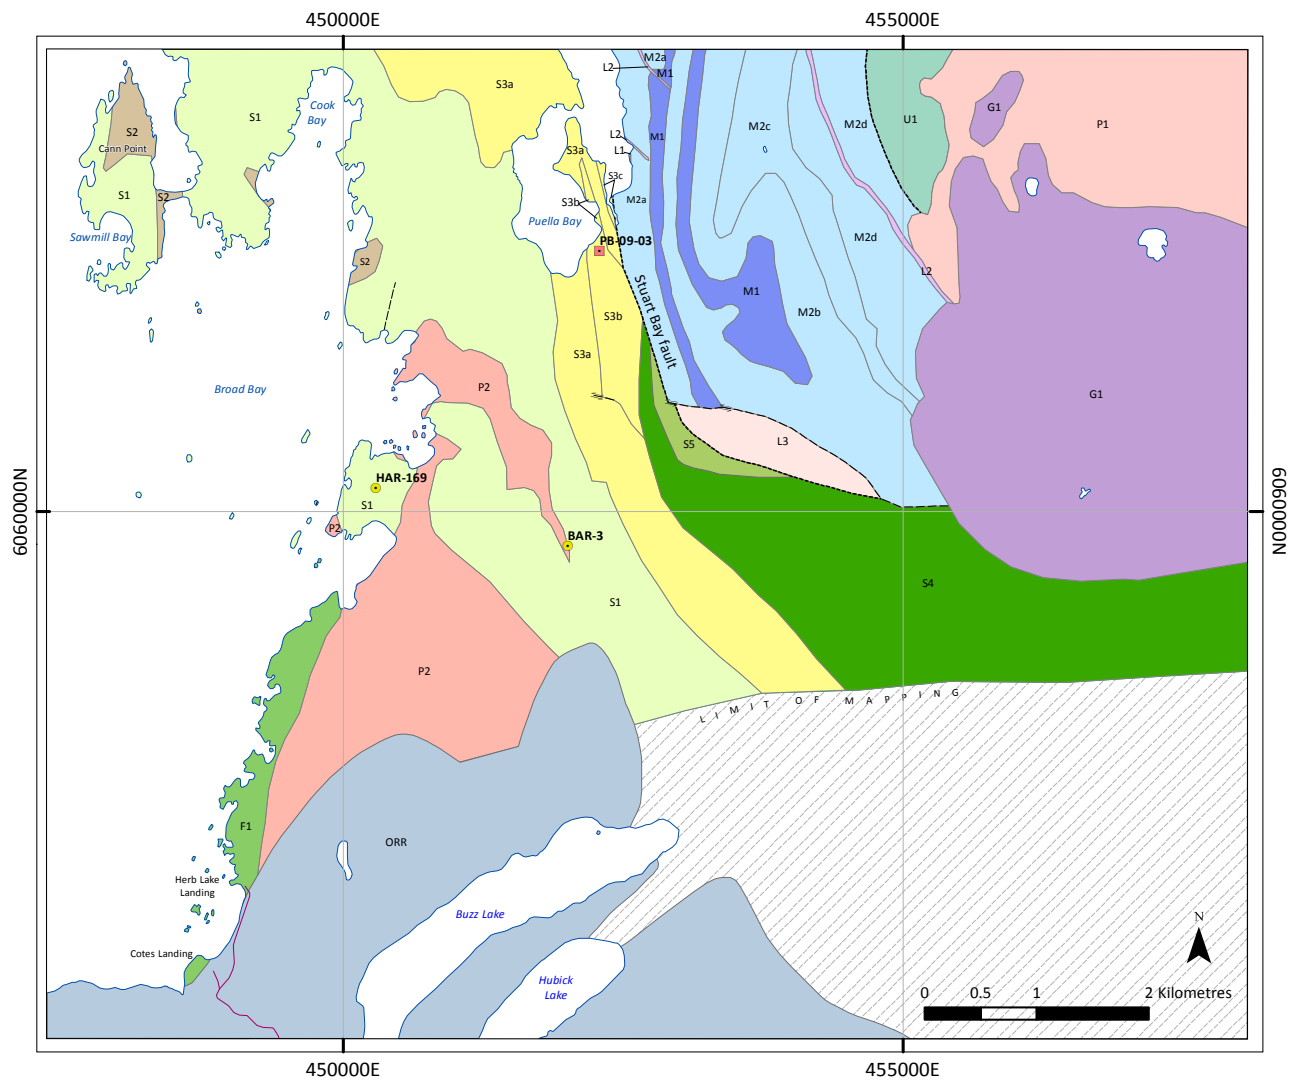 450000E 455000E
M2a
L2
M1
S3a
Cook
Bay
G1
S1
U1
P1
M2c
M2d
S2
L2
M1
Cann Point
S3a
L1
S3c
S1
S2
M2a
S3b
Puella Bay
Sawmill Bay
M2d
PB-09-03
S2
L2
Stuart Bay fault
M1
M2b
S3b
S3a
Broad Bay
P2
G1
S5
L3
HAR-169
S1
6060000N
6060000N
P2
BAR-3
S4
S1
P2
LIMIT OF MAPPING
F1
ORR
Herb Lake
Landing
Buzz Lake
N
Cotes Landing
Hubick
Lake
0 0.5 1 2 Kilometres
450000E 455000E